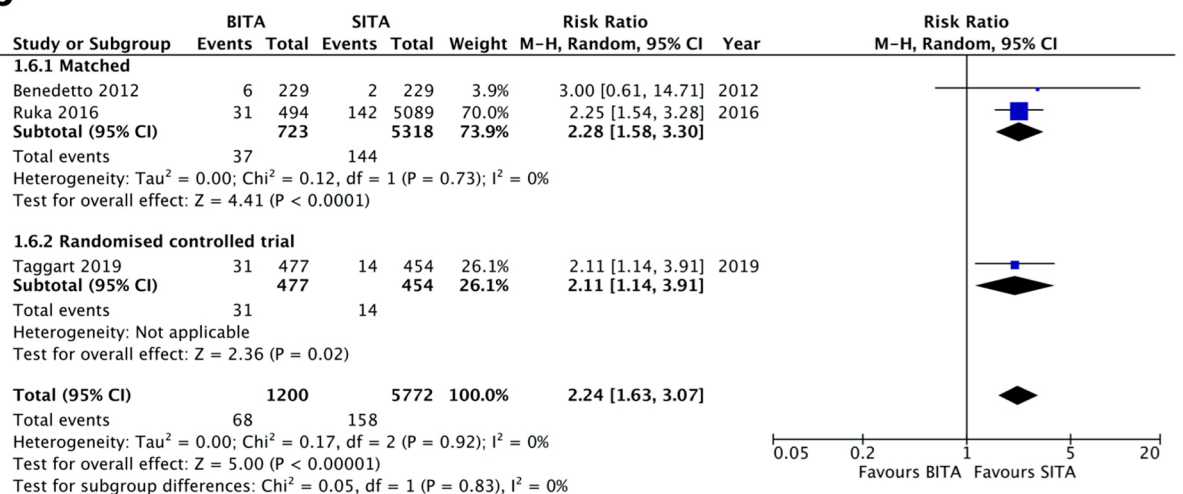 BITA SITA Risk Ratio Risk Ratio
Study or Subgroup Events Total Events Total Weight M-H, Random, 95% CI Year M-H, Random, 95% CI
1.6.1 Matched
Benedetto 2012 6 229 2 229 3.9% 3.00 [0.61, 14.71] 2012
Ruka 2016 31 494 142 5089 70.0% 2.25 [1.54, 3.28] 2016
Subtotal (95% CI) 723 5318 73.9% 2.28 [1.58, 3.30]
Total events 37 144
Heterogeneity: Tau² = 0.00; Chi² = 0.12, df = 1 (P = 0.73); I² = 0%
Test for overall effect: Z = 4.41 (P < 0.0001)
1.6.2 Randomised controlled trial
Taggart 2019 31 477 14 454 26.1% 2.11 [1.14, 3.91] 2019
Subtotal (95% CI) 477 454 26.1% 2.11 [1.14, 3.91]
Total events 31 14
Heterogeneity: Not applicable
Test for overall effect: Z = 2.36 (P = 0.02)
Total (95% CI) 1200 5772 100.0% 2.24 [1.63, 3.07]
Total events 68 158
Heterogeneity: Tau² = 0.00; Chi² = 0.17, df = 2 (P = 0.92); I² = 0%
Test for overall effect: Z = 5.00 (P < 0.00001)
Test for subgroup differences: Chi² = 0.05, df = 1 (P = 0.83), I² = 0%
0.05 0.2 1 5 20
Favours BITA Favours SITA